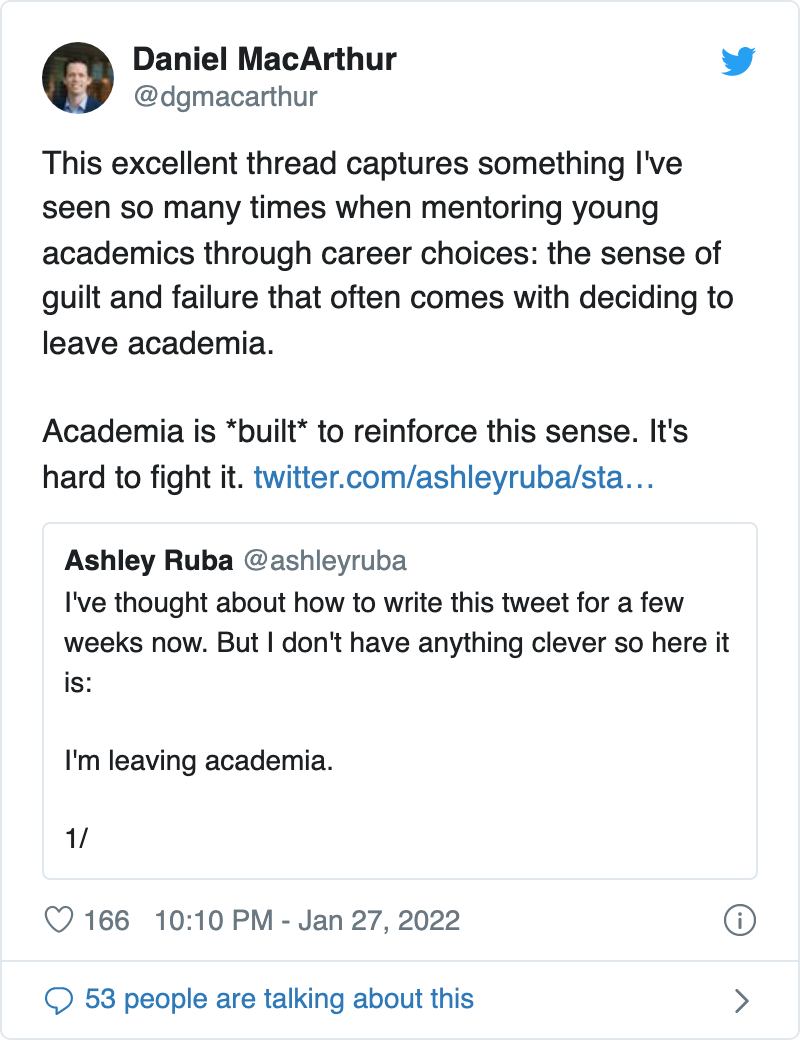 Daniel MacArthur
@dgmacarthur
This excellent thread captures something I've
seen so many times when mentoring young
academics through career choices: the sense of
guilt and failure that often comes with deciding to
leave academia.
Academia is *built* to reinforce this sense. It's
hard to fight it. twitter.com/ashleyruba/sta…
Ashley Ruba @ashleyruba
I've thought about how to write this tweet for a few
weeks now. But I don't have anything clever so here it
is:
I'm leaving academia.
1/
166 10:10 PM - Jan 27, 2022
53 people are talking about this